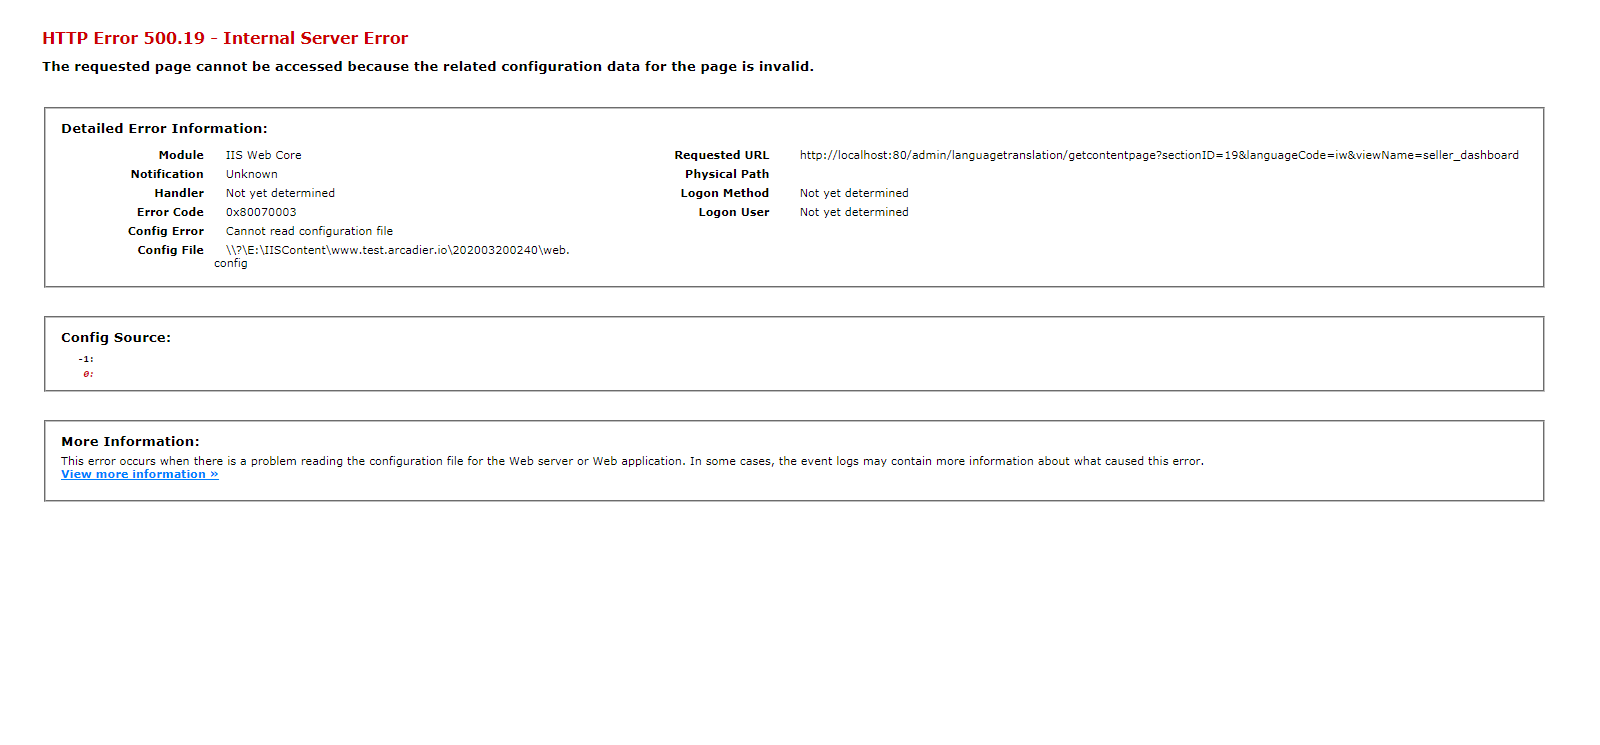 HTTP Error 500.19 - Internal Server Error
The requested page cannot be accessed because the related configuration data for the page is invalid.
Detailed Error Information:
Module IIS Web Core
Notification Unknown
Handler Not yet determined
Error Code 0x80070003
Config Error Cannot read configuration file
Config File \\?\E:\IISContent\www.test.arcadier.io\202003200240\web.
config
Requested URL http://localhost:80/admin/languagetranslation/getcontentpage?sectionID=19&languageCode=iw&viewName=seller_dashboard
Physical Path
Logon Method Not yet determined
Logon User Not yet determined
Config Source:
-1:
0:
More Information:
This error occurs when there is a problem reading the configuration file for the Web server or Web application. In some cases, the event logs may contain more information about what caused this error.
View more information »